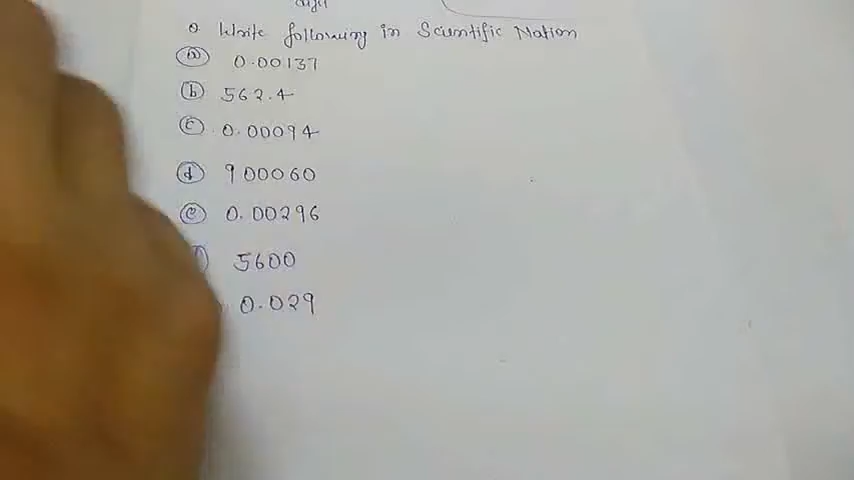 Q Write following in Scientific Nation
(a) 0.00137
(b) 562.4
(c) 0.00094
(d) 900060
(e) 0.00296
5600
0.029